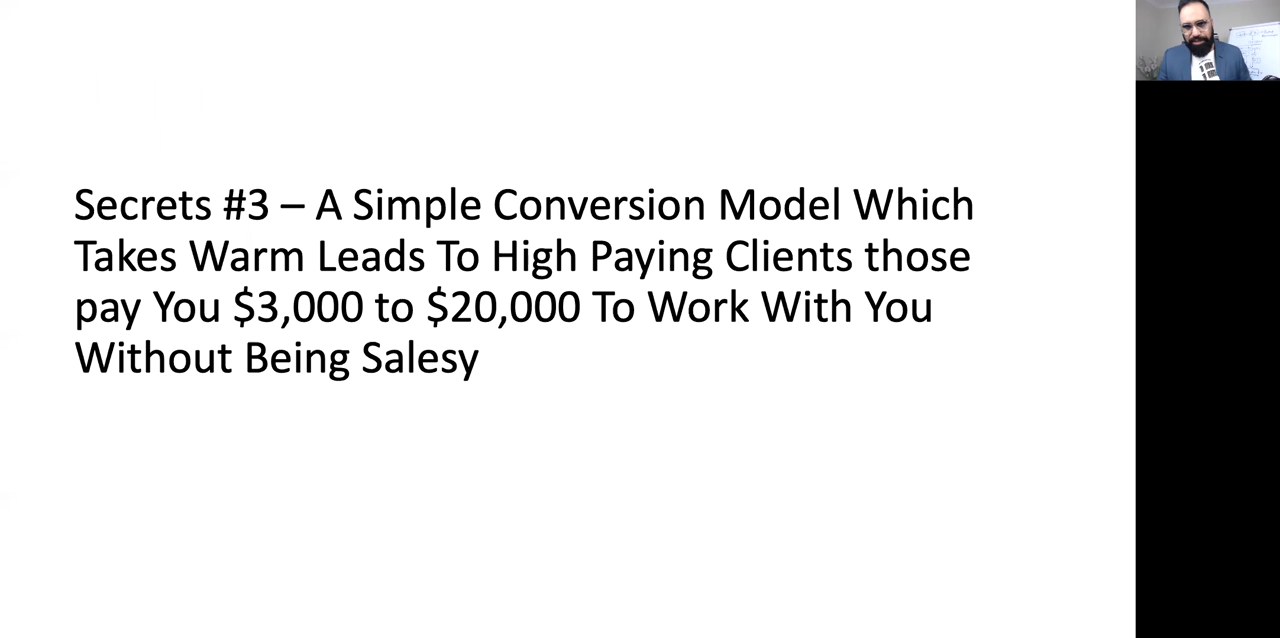 Secrets #3 – A Simple Conversion Model Which
Takes Warm Leads To High Paying Clients those
pay You $3,000 to $20,000 To Work With You
Without Being Salesy